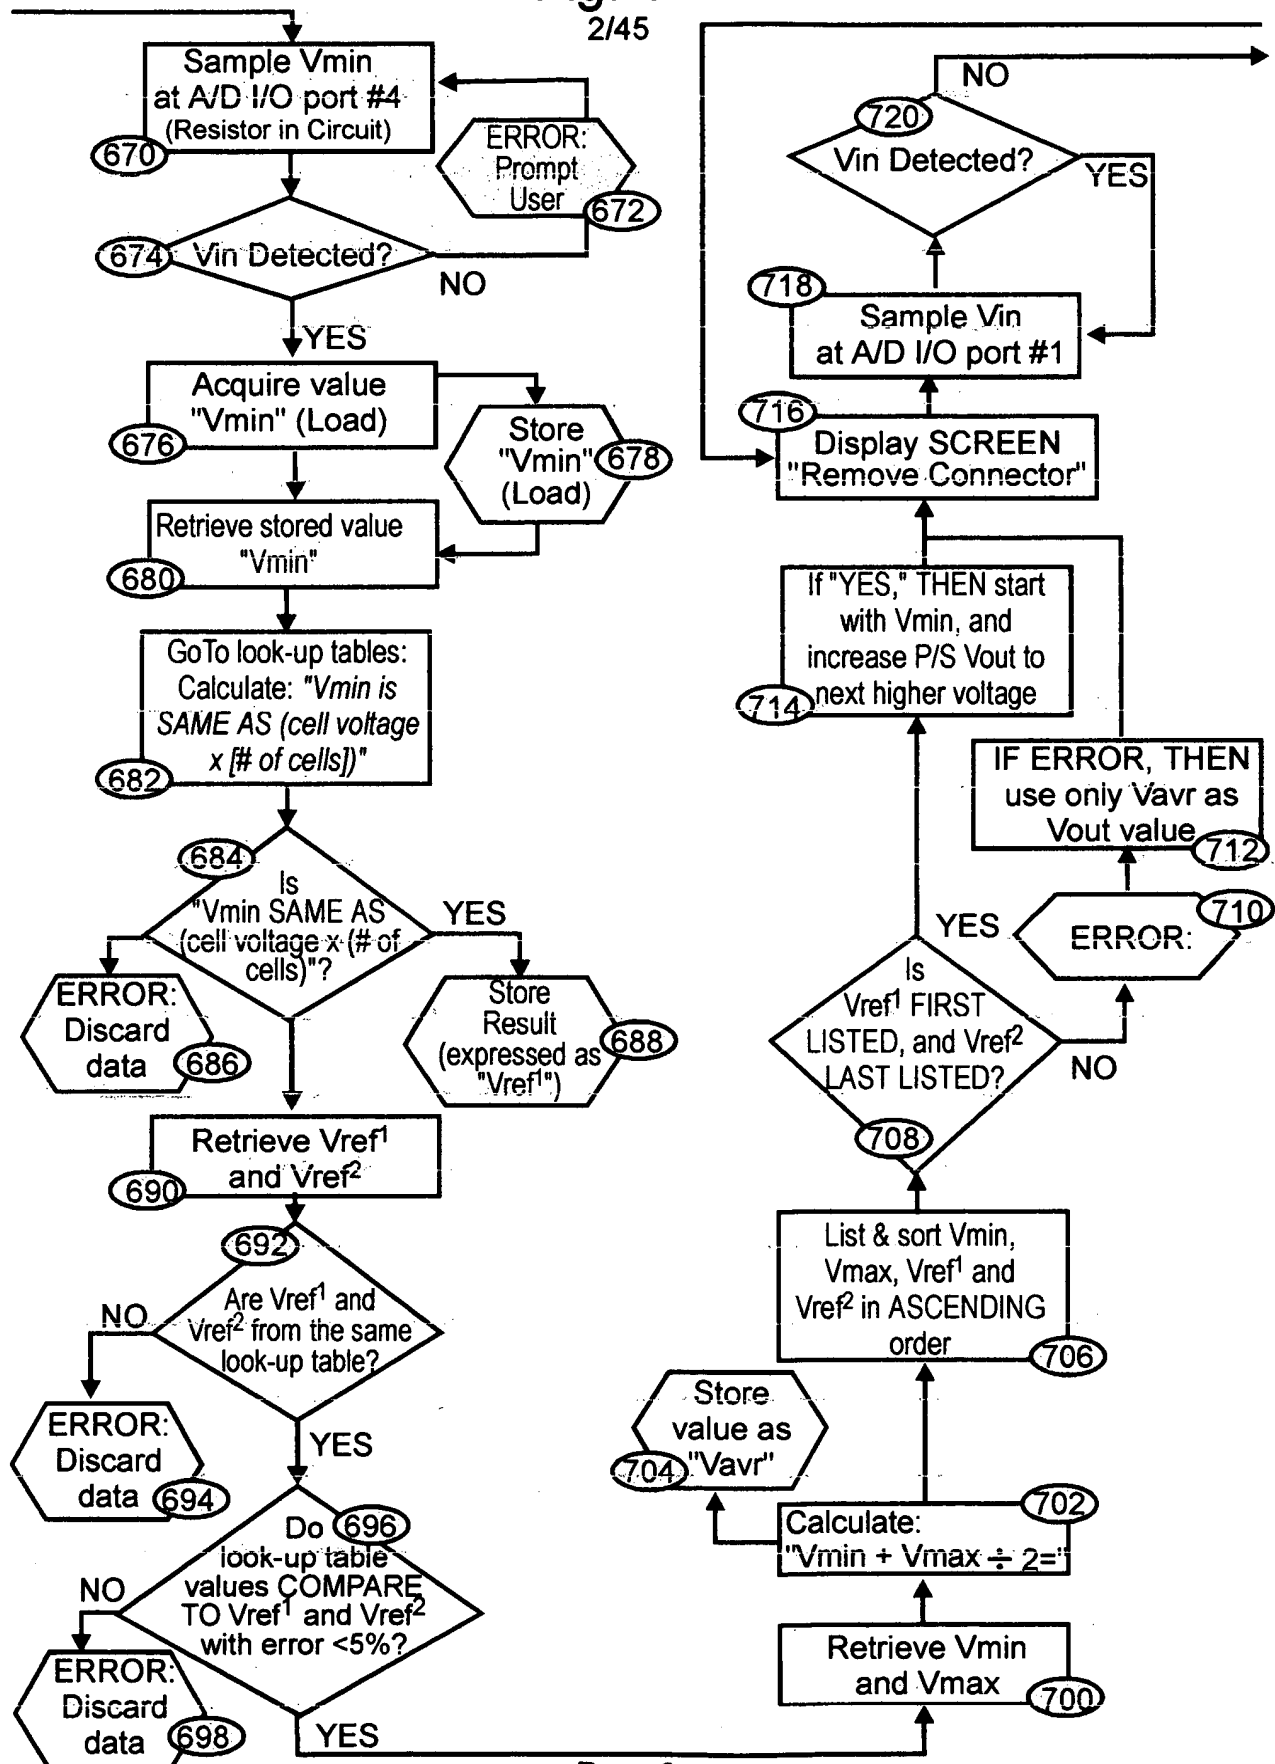 2/45
Sample Vmin
at A/D I/O port #4
(Resistor in Circuit)
670
ERROR:
Prompt
User
672
674
Vin Detected?
NO
YES
Acquire value
"Vmin" (Load)
676
Store
"Vmin"
(Load)
678
Retrieve stored value
"Vmin"
680
GoTo look-up tables:
Calculate: "Vmin is
SAME AS (cell voltage
x [# of cells])"
682
684
Is
"Vmin SAME AS
(cell voltage x (# of
cells)"?
YES
ERROR:
Discard
data
686
Store
Result
(expressed as
"Vref¹")
688
Retrieve Vref¹
and Vref²
690
692
Are Vref¹ and
Vref² from the same
look-up table?
NO
ERROR:
Discard
data
694
YES
Do
696
look-up table
values COMPARE
TO Vref¹ and Vref²
with error <5%?
NO
ERROR:
Discard
data
698
YES
NO
720
Vin Detected?
YES
718
Sample Vin
at A/D I/O port #1
716
Display SCREEN
"Remove Connector"
If "YES," THEN start
with Vmin, and
increase P/S Vout to
next higher voltage
714
IF ERROR, THEN
use only Vavr as
Vout value
712
710
ERROR:
YES
Is
Vref¹ FIRST
LISTED, and Vref²
LAST LISTED?
NO
708
List & sort Vmin,
Vmax, Vref¹ and
Vref² in ASCENDING
order
706
Store
value as
"Vavr"
704
702
Calculate:
"Vmin + Vmax ÷ 2="
Retrieve Vmin
and Vmax
700